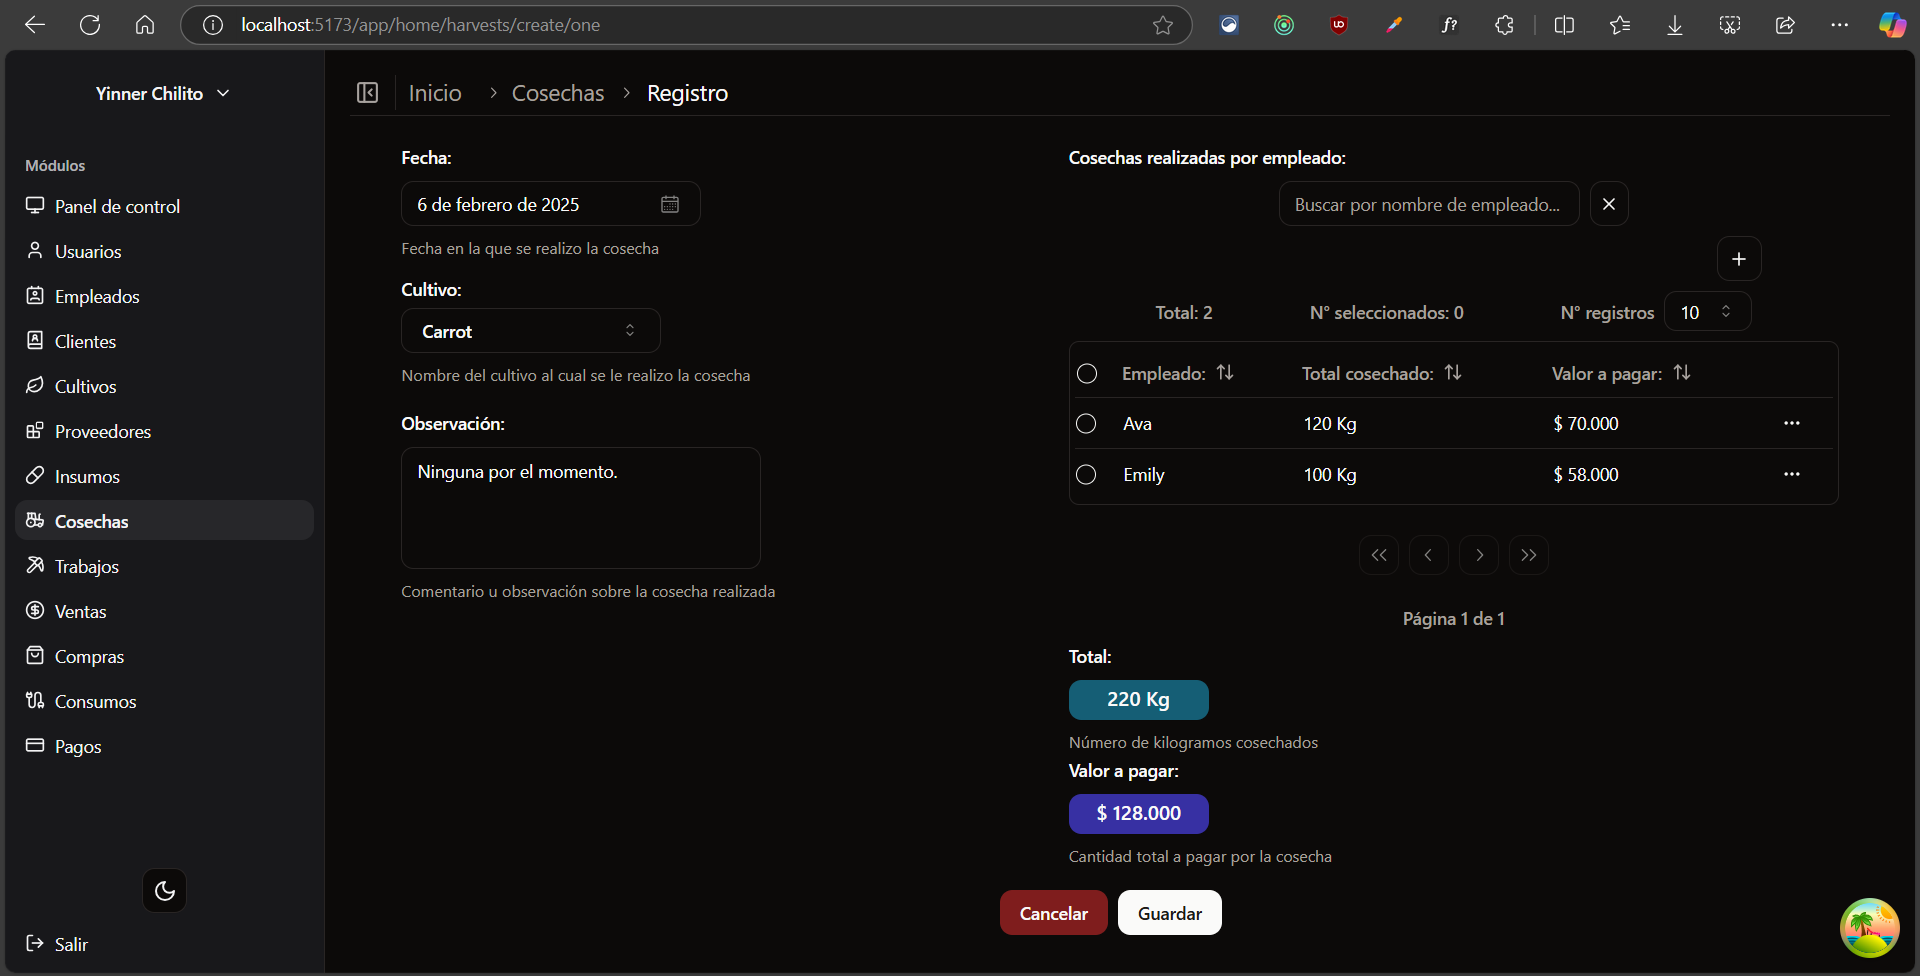 localhost:5173/app/home/harvests/create/one
f?
Yinner Chilito
Módulos
Panel de control
Usuarios
Empleados
Clientes
Cultivos
Proveedores
Insumos
Cosechas
Trabajos
Ventas
Compras
Consumos
Pagos
Salir
Inicio > Cosechas > Registro
Fecha:
6 de febrero de 2025
Fecha en la que se realizo la cosecha
Cultivo:
Carrot
Nombre del cultivo al cual se le realizo la cosecha
Observación:
Ninguna por el momento.
Comentario u observación sobre la cosecha realizada
Cosechas realizadas por empleado:
Buscar por nombre de empleado...
Total: 2 N° seleccionados: 0 N° registros 10
Empleado: Total cosechado: Valor a pagar:
Ava 120 Kg $ 70.000
Emily 100 Kg $ 58.000
Página 1 de 1
Total:
220 Kg
Número de kilogramos cosechados
Valor a pagar:
$ 128.000
Cantidad total a pagar por la cosecha
Cancelar Guardar